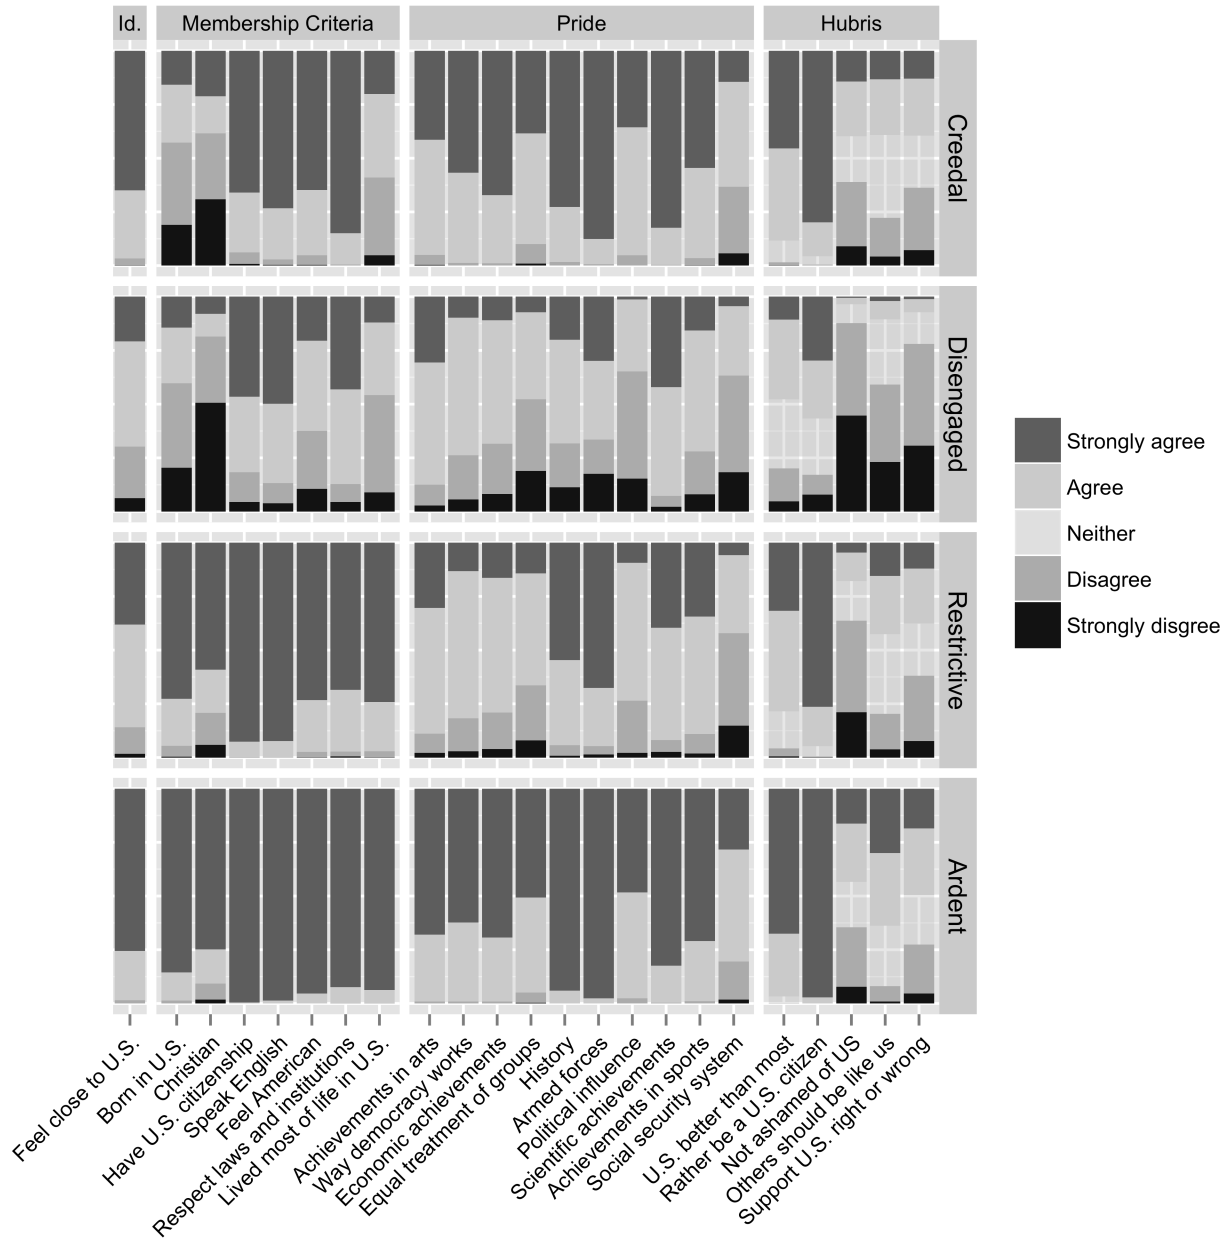 Id.
Membership Criteria
Pride
Hubris
Creedal
Disengaged
Restrictive
Ardent
Strongly agree
Agree
Neither
Disagree
Strongly disgree
Feel close to U.S.
Born in U.S.
Christian
Have U.S. citizenship
Speak English
Feel American
Respect laws and institutions
Lived most of life in U.S.
Achievements in arts
Way democracy works
Economic achievements
Equal treatment of groups
History
Armed forces
Political influence
Scientific achievements
Achievements in sports
Social security system
U.S. better than most
Rather be a U.S. citizen
Not ashamed of US
Others should be like us
Support U.S. right or wrong